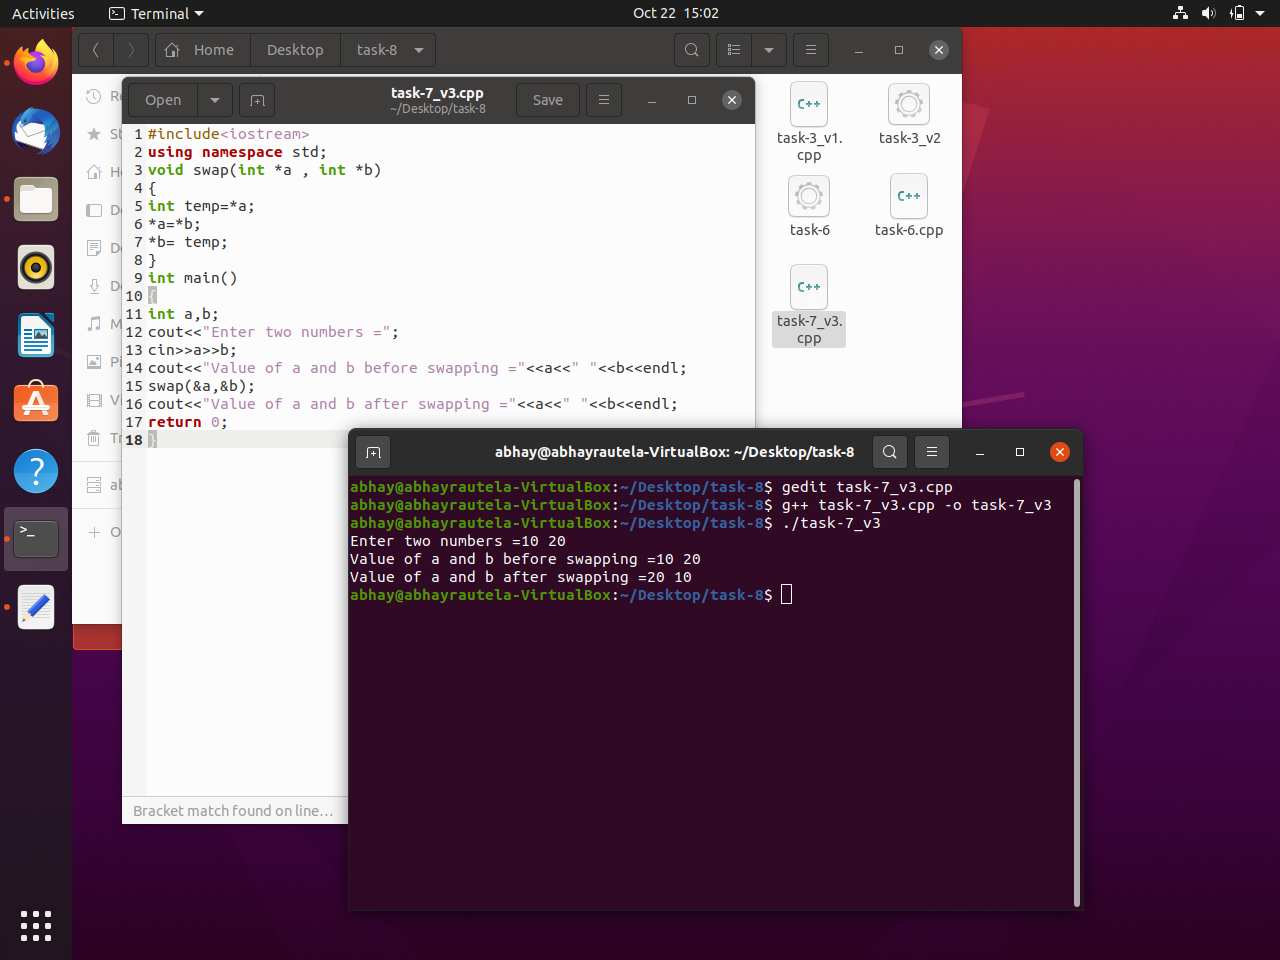 Activities
Terminal
Oct 22 15:02
Home
Desktop
task-8
Open
task-7_v3.cpp
~/Desktop/task-8
Save
1 #include<iostream>
2 using namespace std;
3 void swap(int *a , int *b)
4 {
5 int temp=*a;
6 *a=*b;
7 *b= temp;
8 }
9 int main()
10 {
11 int a,b;
12 cout<<"Enter two numbers =";
13 cin>>a>>b;
14 cout<<"Value of a and b before swapping ="<<a<<" "<<b<<endl;
15 swap(&a,&b);
16 cout<<"Value of a and b after swapping ="<<a<<" "<<b<<endl;
17 return 0;
18 }
Bracket match found on line…
C++
task-3_v1.
cpp
task-3_v2
task-6
C++
task-6.cpp
C++
task-7_v3.
cpp
Re
St
Ho
De
Do
Do
M
Pi
Vi
Tr
ab
O
abhay@abhayrautela-VirtualBox: ~/Desktop/task-8
abhay@abhayrautela-VirtualBox:~/Desktop/task-8$ gedit task-7_v3.cpp
abhay@abhayrautela-VirtualBox:~/Desktop/task-8$ g++ task-7_v3.cpp -o task-7_v3
abhay@abhayrautela-VirtualBox:~/Desktop/task-8$ ./task-7_v3
Enter two numbers =10 20
Value of a and b before swapping =10 20
Value of a and b after swapping =20 10
abhay@abhayrautela-VirtualBox:~/Desktop/task-8$